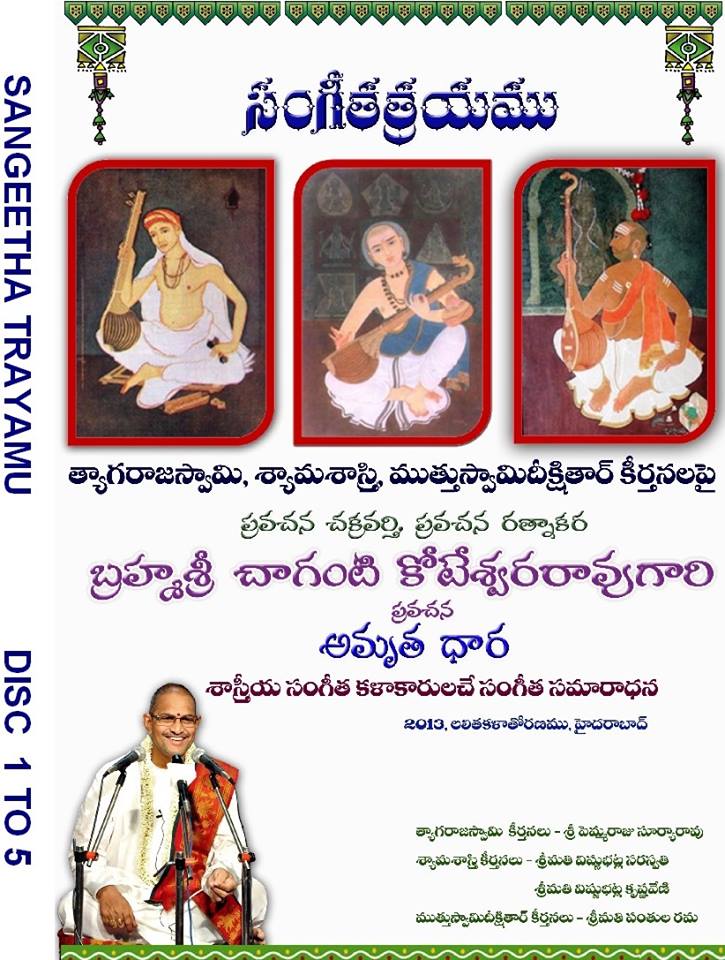 SANGEETHA TRAYAMU DISC 1 TO 5
సంగీతత్రయము
త్యాగరాజస్వామి, శ్యామశాస్త్రి, ముత్తుస్వామిదీక్షితార్ కీర్తనలపై
ప్రవచన చక్రవర్తి, ప్రవచన రత్నాకర
బ్రహ్మశ్రీ చాగంటి కోటేశ్వరరావుగారి
ప్రవచన
అమృత ధార
శాస్త్రీయ సంగీత కళాకారులచే సంగీత సమారాధన
2013, లలితకళాతోరణము, హైదరాబాద్
త్యాగరాజస్వామి కీర్తనలు - శ్రీ పెమ్మరాజు సూర్యారావు
శ్యామశాస్త్రి కీర్తనలు - శ్రీమతి విష్ణుభట్ల సరస్వతి
శ్రీమతి విష్ణుభట్ల కృష్ణవేణి
ముత్తుస్వామిదీక్షితార్ కీర్తనలు - శ్రీమతి పంతుల రమ